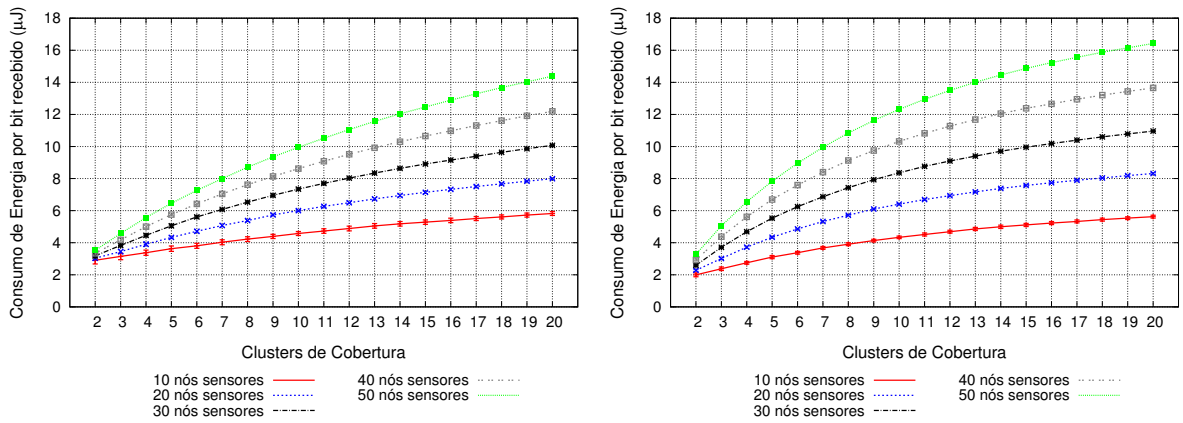 Consumo de Energia por bit recebido (µJ)
18
16
14
12
10
8
6
4
2
0
2 3 4 5 6 7 8 9 10 11 12 13 14 15 16 17 18 19 20
Clusters de Cobertura
10 nós sensores
20 nós sensores
30 nós sensores
40 nós sensores
50 nós sensores
Consumo de Energia por bit recebido (µJ)
18
16
14
12
10
8
6
4
2
0
2 3 4 5 6 7 8 9 10 11 12 13 14 15 16 17 18 19 20
Clusters de Cobertura
10 nós sensores
20 nós sensores
30 nós sensores
40 nós sensores
50 nós sensores